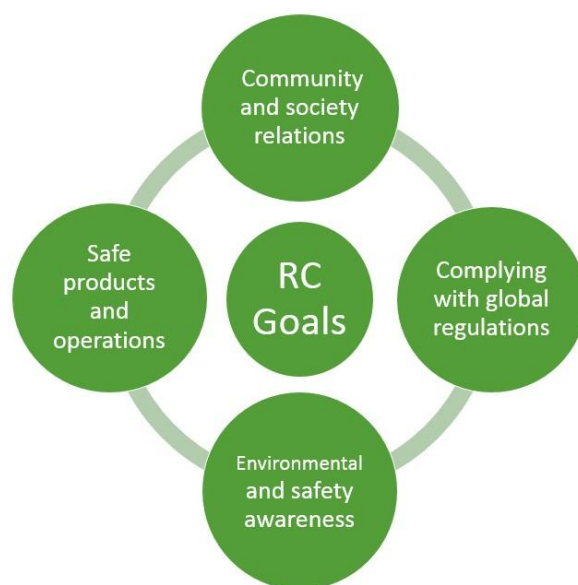 Community
and society
relations
Safe
products
and
operations
RC
Goals
Complying
with global
regulations
Environmental
and safety
awareness